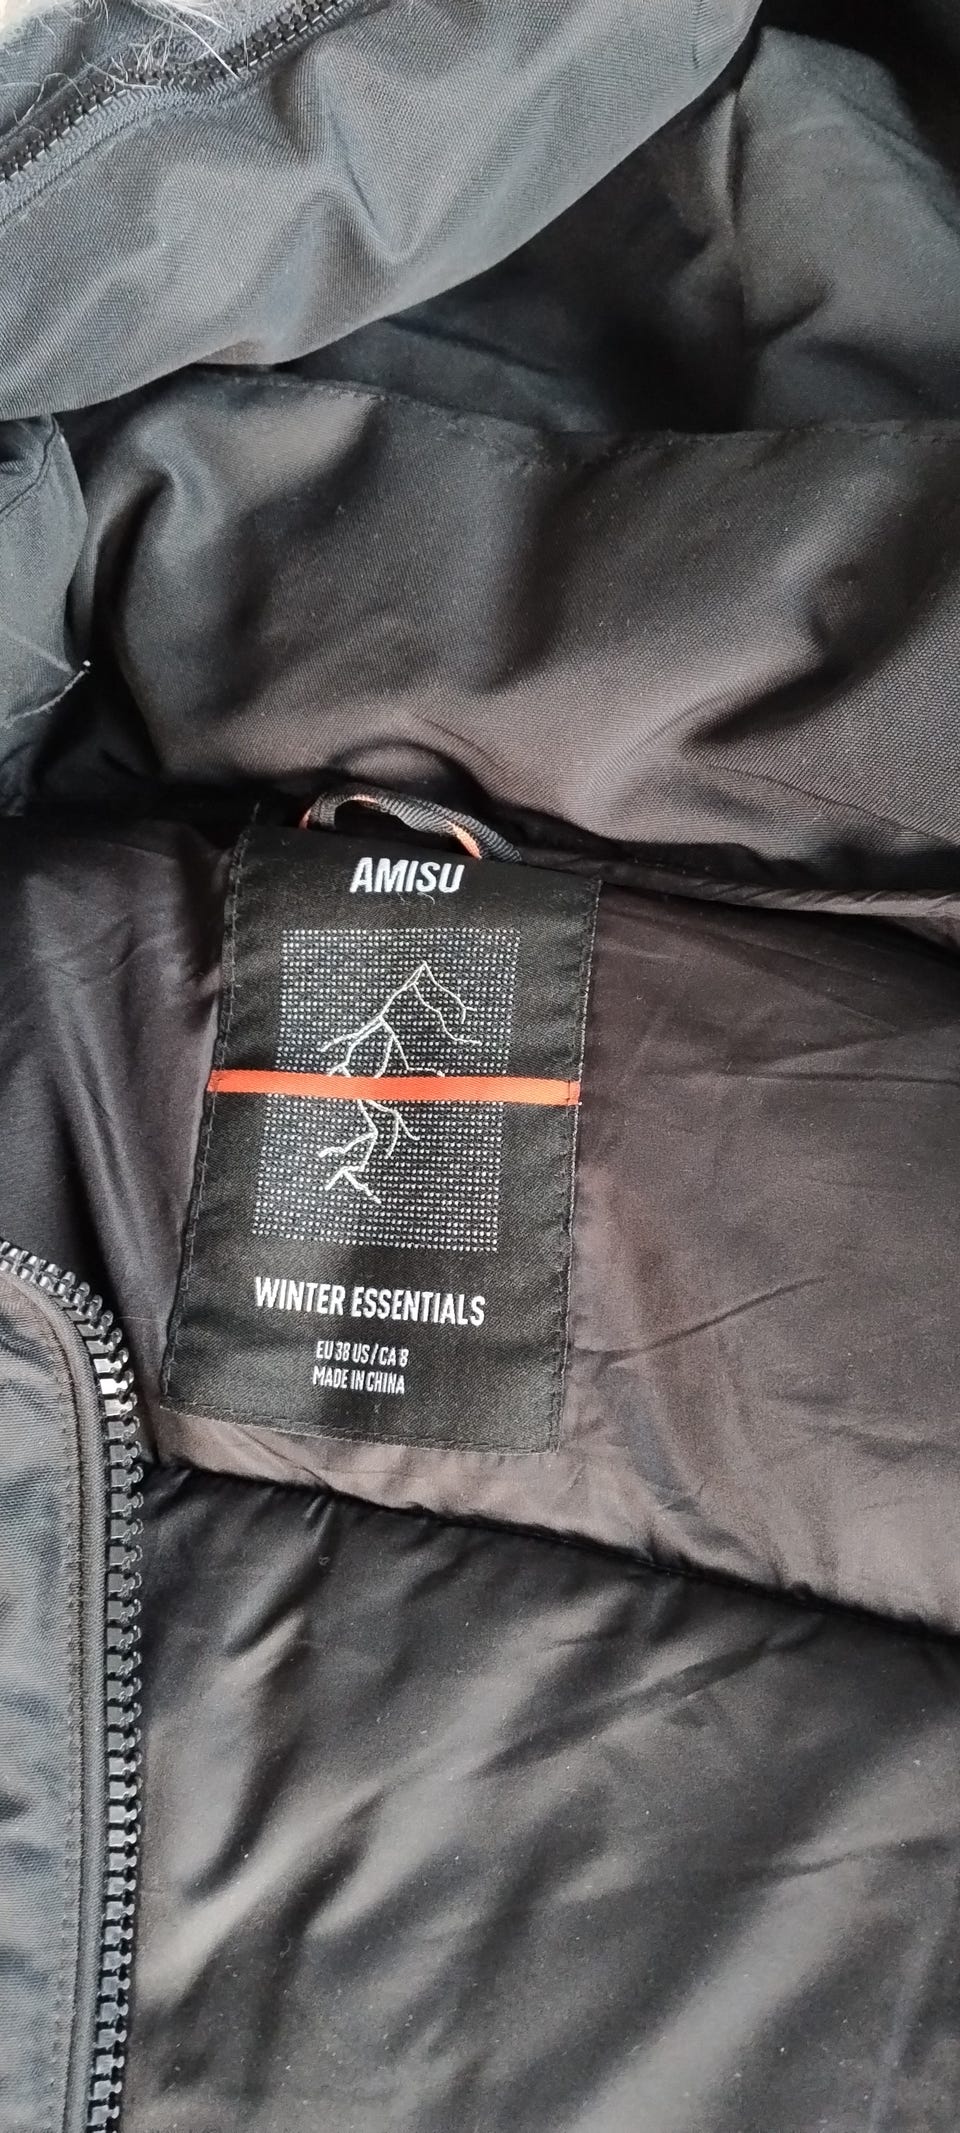 AMISU
WINTER ESSENTIALS
EU 38 US / CA 8
MADE IN CHINA